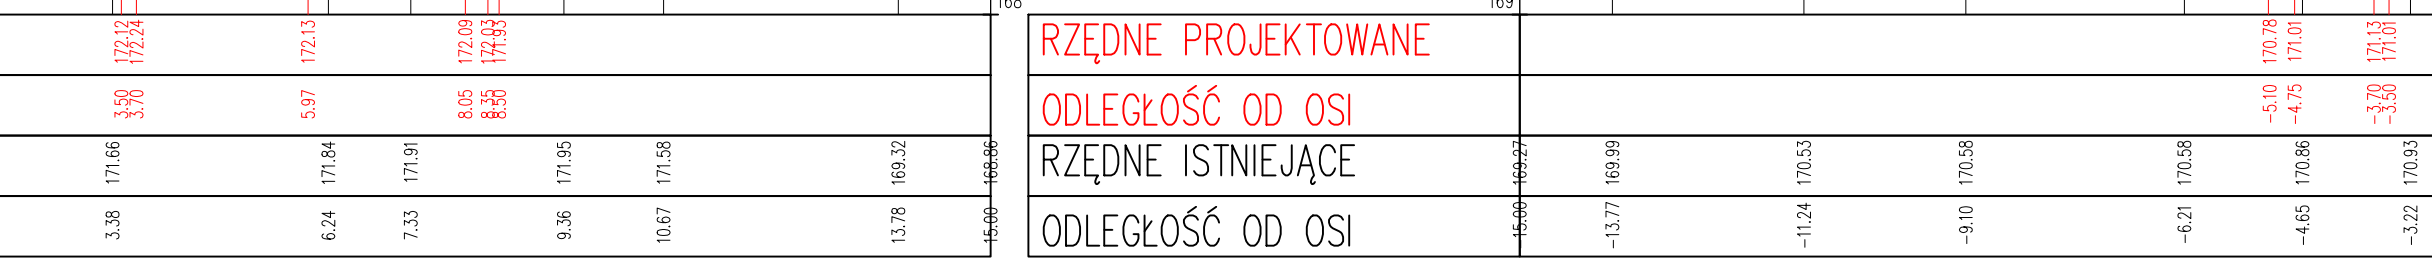 168
169
172.12 172.24 172.13 172.09 172.03 171.93
RZĘDNE PROJEKTOWANE
170.78 171.01 171.13 171.01
3.50 3.70 5.97 8.05 8.35 8.50
ODLEGŁOŚĆ OD OSI
-5.10 -4.75 -3.70 -3.50
171.66 171.84 171.91 171.95 171.58 169.32 168.86
RZĘDNE ISTNIEJĄCE
169.27 169.99 170.53 170.58 170.58 170.86 170.93
3.38 6.24 7.33 9.36 10.67 13.78 15.00
ODLEGŁOŚĆ OD OSI
-15.00 -13.77 -11.24 -9.10 -6.21 -4.65 -3.22